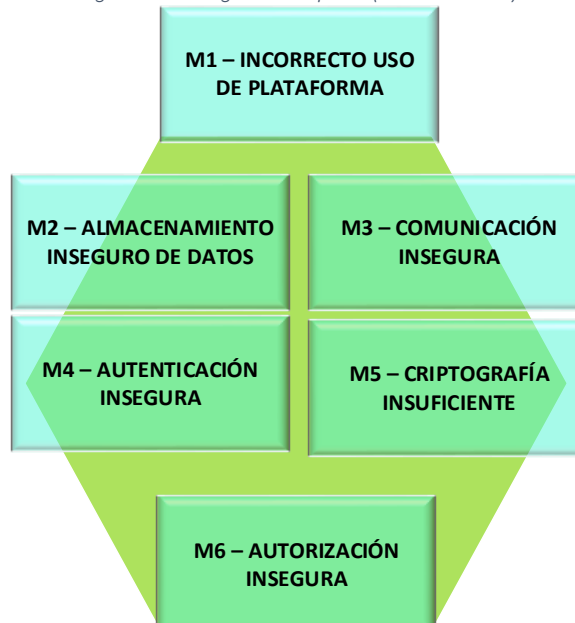 M1 – INCORRECTO USO
DE PLATAFORMA
M2 – ALMACENAMIENTO
INSEGURO DE DATOS
M3 – COMUNICACIÓN
INSEGURA
M4 – AUTENTICACIÓN
INSEGURA
M5 – CRIPTOGRAFÍA
INSUFICIENTE
M6 – AUTORIZACIÓN
INSEGURA